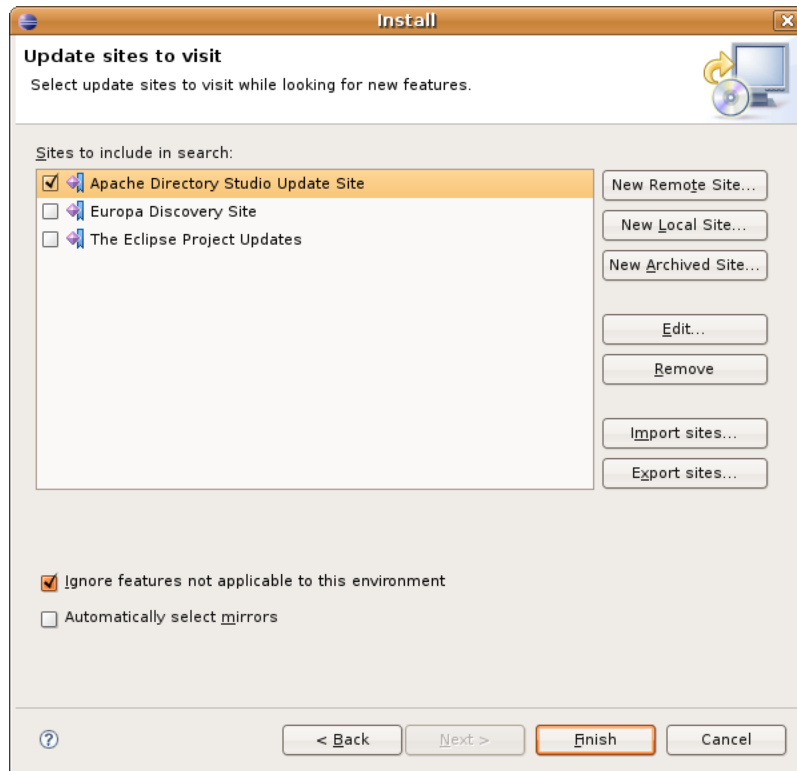 Install
Update sites to visit
Select update sites to visit while looking for new features.
Sites to include in search:
Apache Directory Studio Update Site
Europa Discovery Site
The Eclipse Project Updates
New Remote Site...
New Local Site...
New Archived Site...
Edit...
Remove
Import sites...
Export sites...
Ignore features not applicable to this environment
Automatically select mirrors
?
< Back
Next >
Finish
Cancel